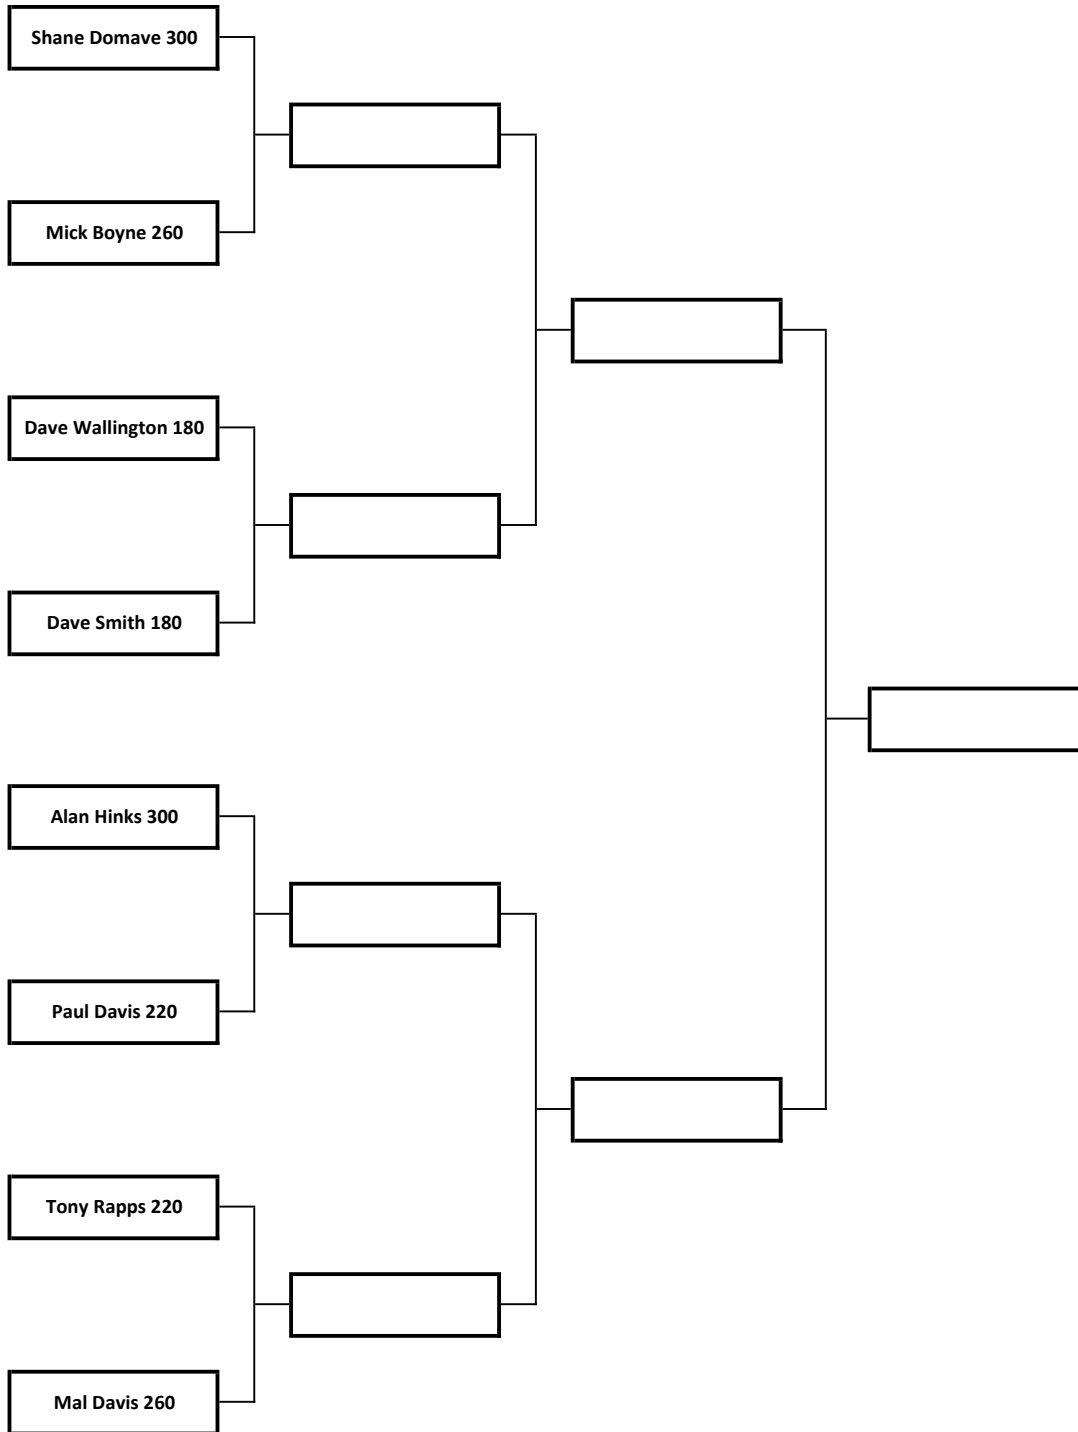 Shane Domave 300
Mick Boyne 260
Dave Wallington 180
Dave Smith 180
Alan Hinks 300
Paul Davis 220
Tony Rapps 220
Mal Davis 260